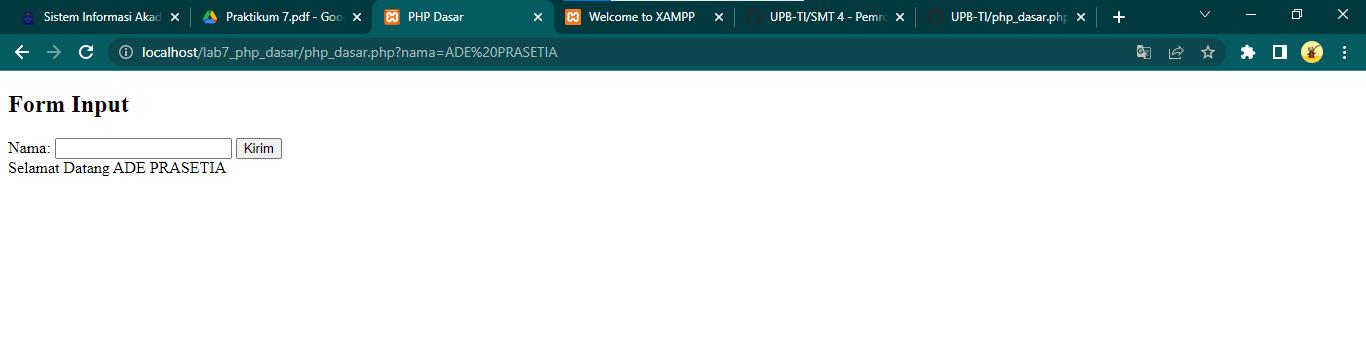 Sistem Informasi Akad
Praktikum 7.pdf - Goo
PHP Dasar
Welcome to XAMPP
UPB-TI/SMT 4 - Pemro
UPB-TI/php_dasar.php
localhost/lab7_php_dasar/php_dasar.php?nama=ADE%20PRASETIA
Form Input
Nama: Kirim
Selamat Datang ADE PRASETIA